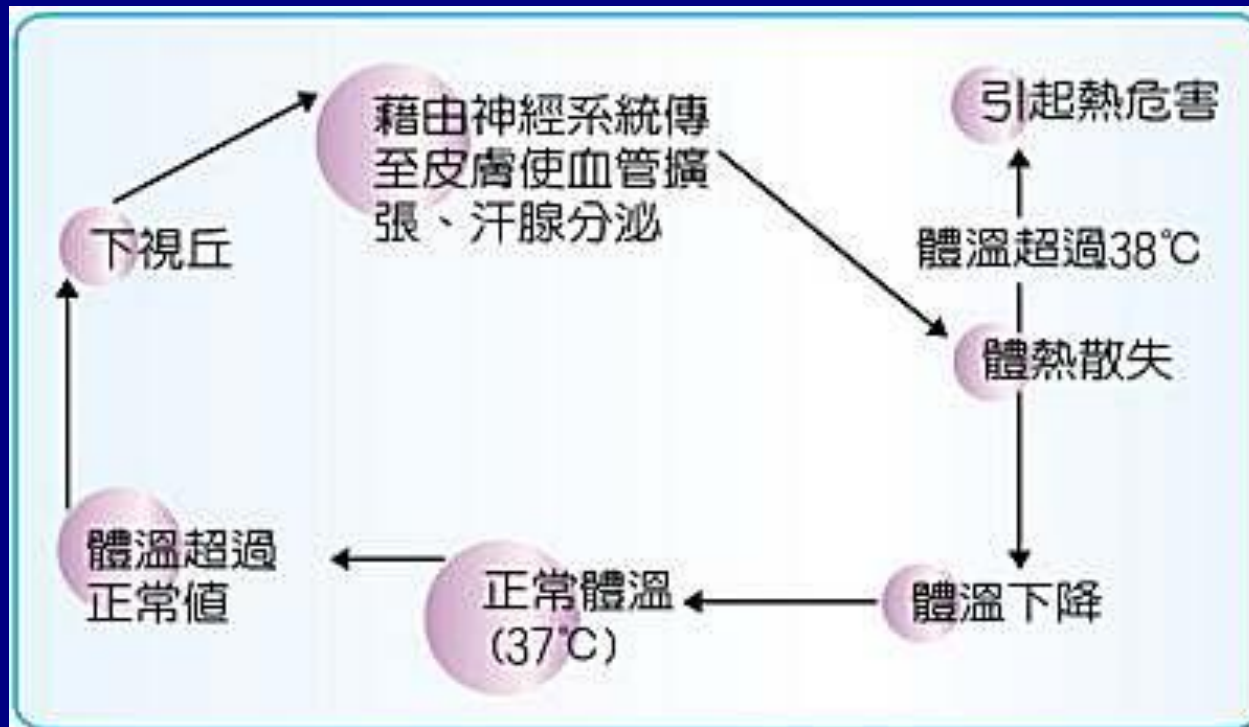 藉由神經系統傳
至皮膚使血管擴
張、汗腺分泌
引起熱危害
下視丘
體溫超過38℃
體熱散失
體溫超過
正常值
正常體溫
(37℃)
體溫下降